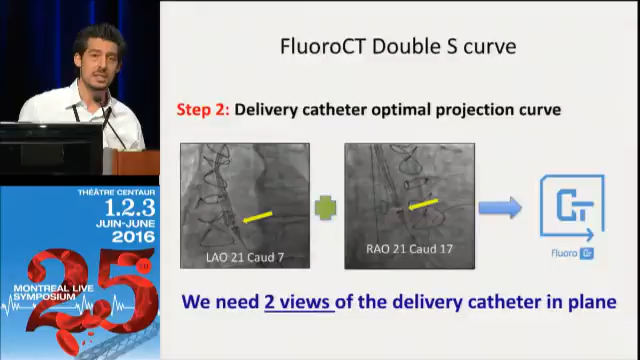 FluoroCT Double S curve
Step 2: Delivery catheter optimal projection curve
LAO 21 Caud 7
RAO 21 Caud 17
Fluoro CT
We need 2 views of the delivery catheter in plane
THÉÂTRE CENTAUR
1.2.3
JUIN-JUNE
2016
25TH
MONTREAL LIVE
SYMPOSIUM